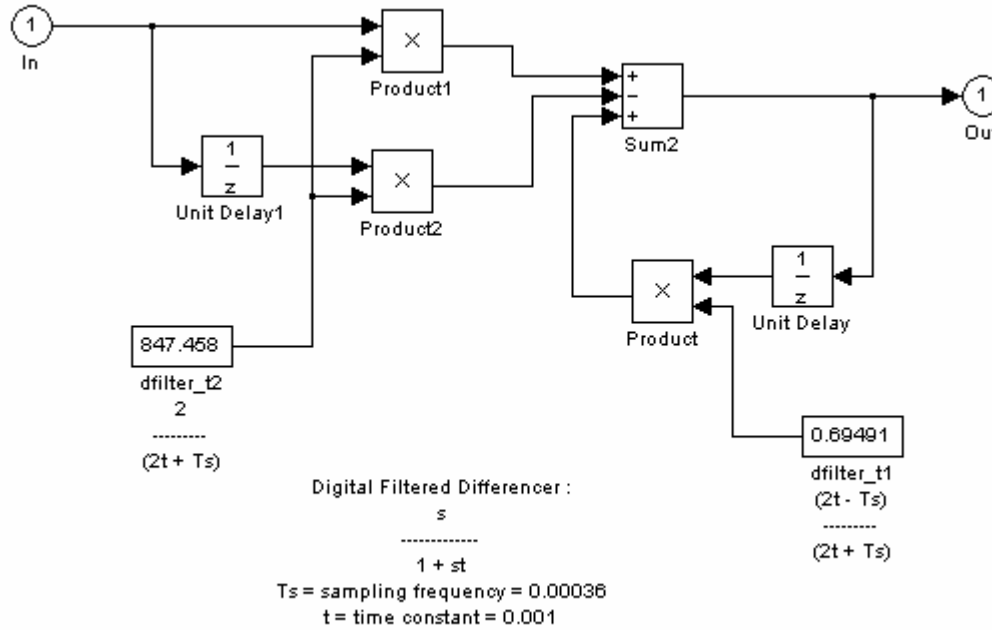 1
In
×
Product1
+
−
+
Sum2
1
Out
1
z
Unit Delay1
×
Product2
×
Product
1
z
Unit Delay
847.458
dfilter_t2
2
---------
(2t + Ts)
0.69491
dfilter_t1
(2t - Ts)
---------
(2t + Ts)
Digital Filtered Differencer :
s
-------------
1 + st
Ts = sampling frequency = 0.00036
t = time constant = 0.001